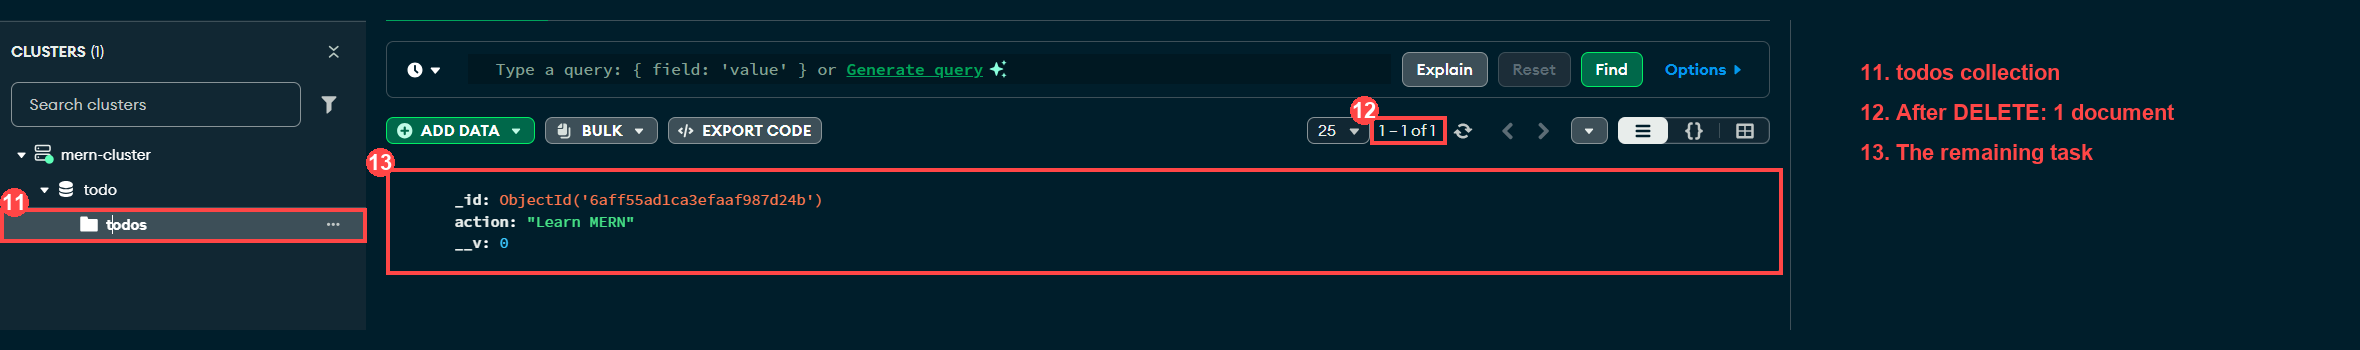 CLUSTERS (1)
Search clusters
mern-cluster
todo
11
todos
Type a query: { field: 'value' } or Generate query
Explain
Reset
Find
Options
ADD DATA
BULK
EXPORT CODE
25
12
1 – 1 of 1
13
_id: ObjectId('6aff55ad1ca3efaaf987d24b')
action: "Learn MERN"
__v: 0
11. todos collection
12. After DELETE: 1 document
13. The remaining task